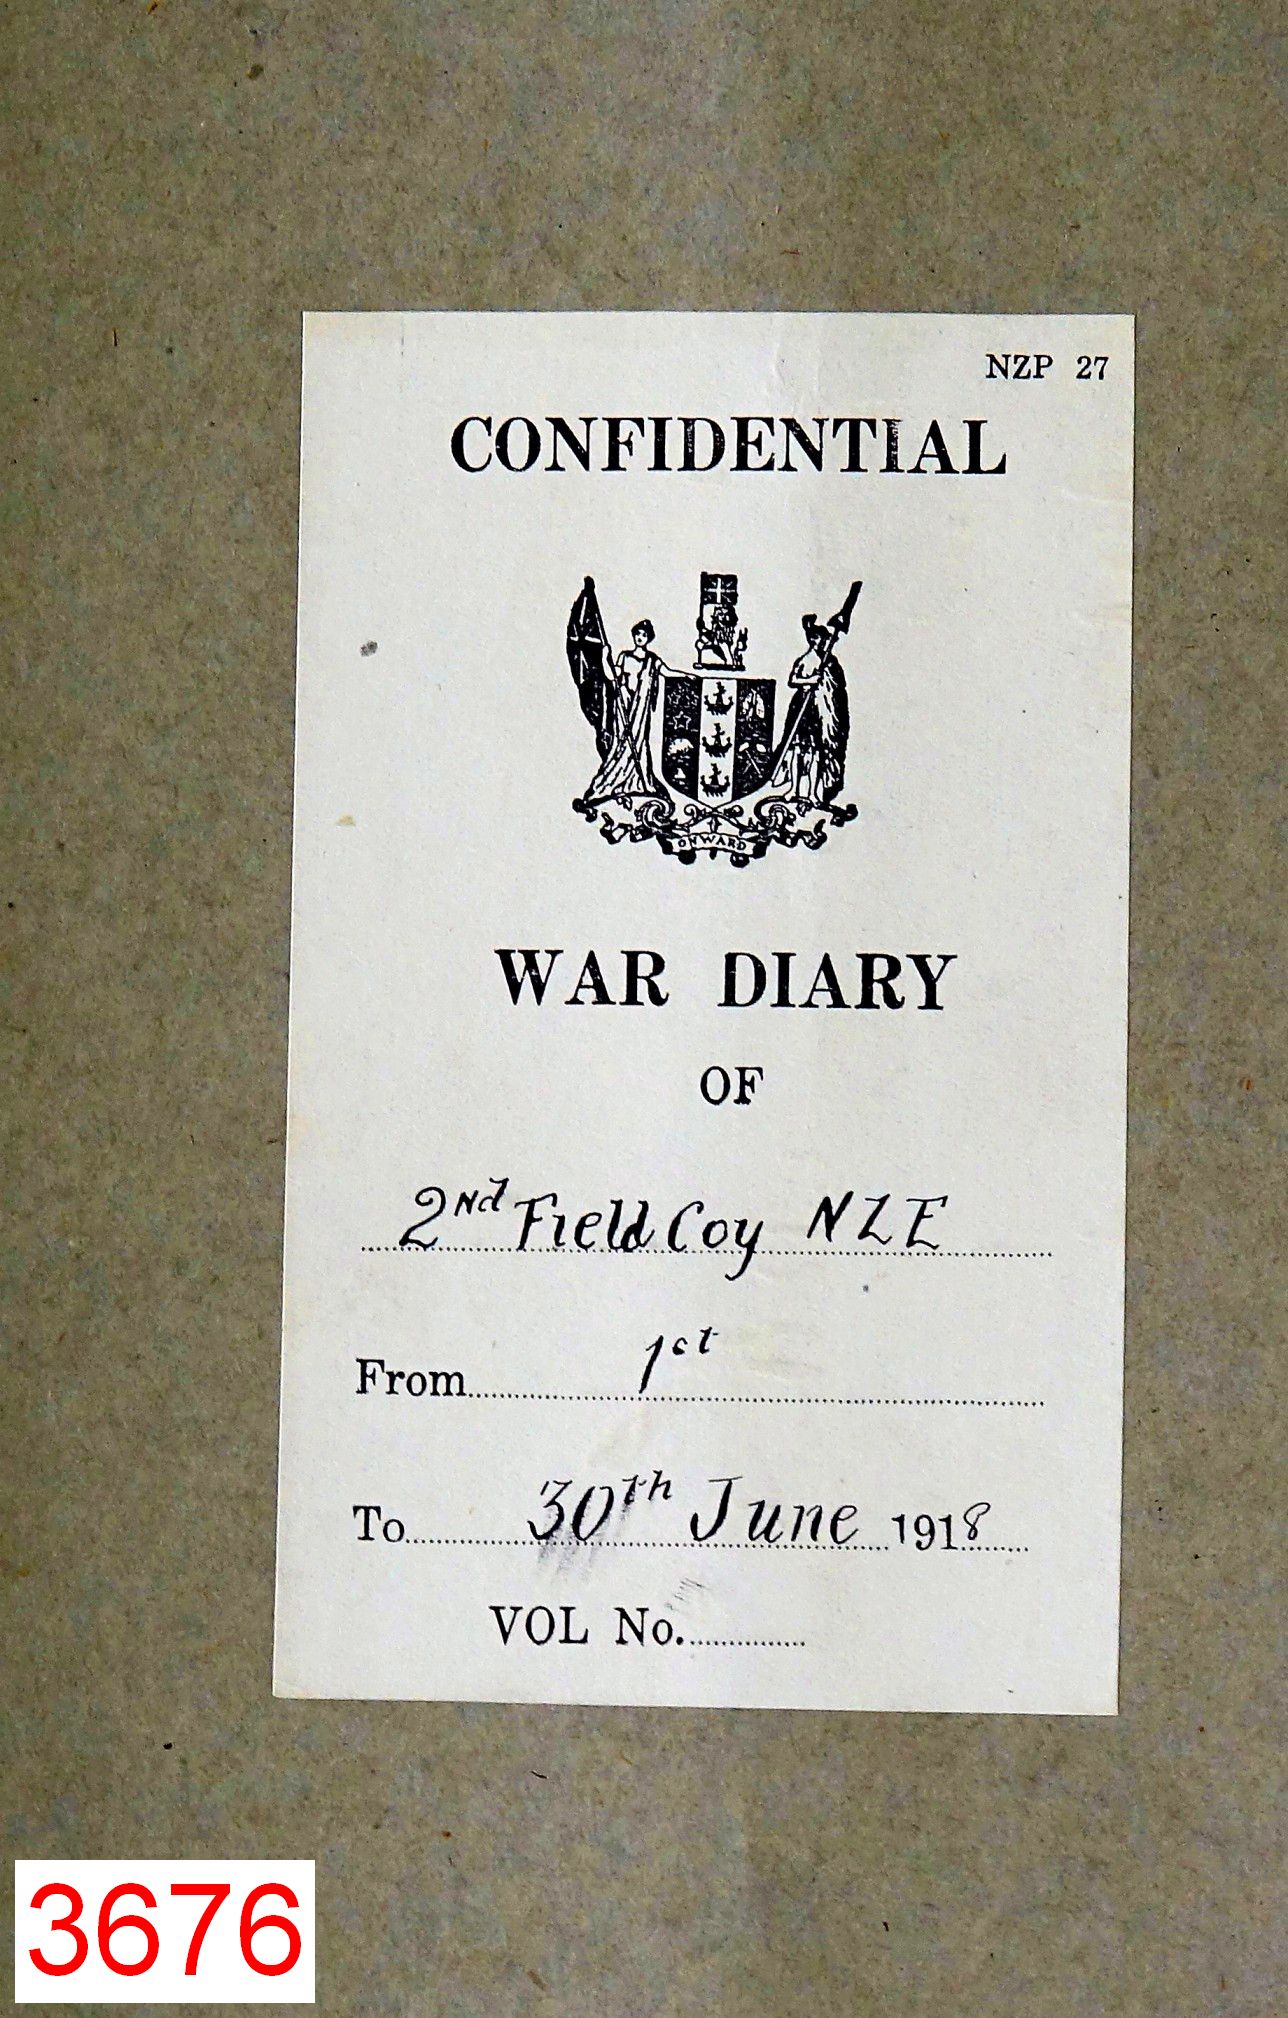 NZP 27
CONFIDENTIAL
ONWARD
WAR DIARY
OF
2nd Field Coy NZE
From 1st
To 30th June 1918
VOL No.
3676